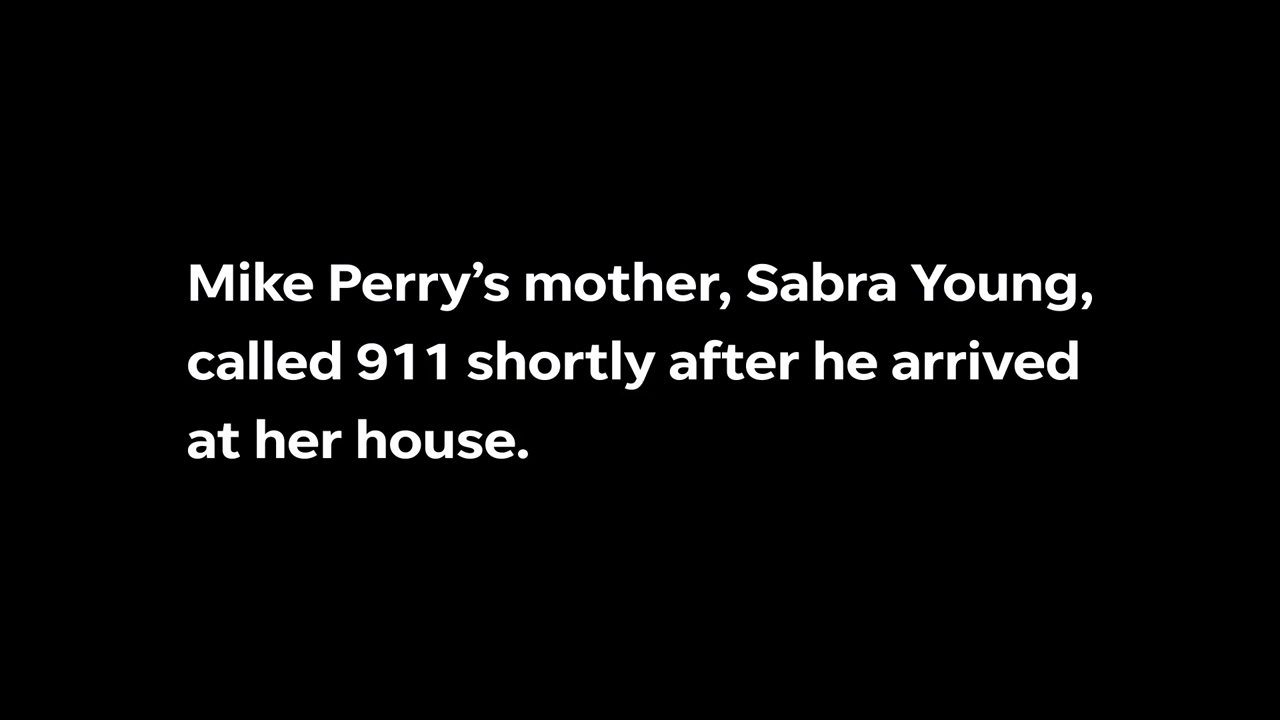 Mike Perry’s mother, Sabra Young,
called 911 shortly after he arrived
at her house.